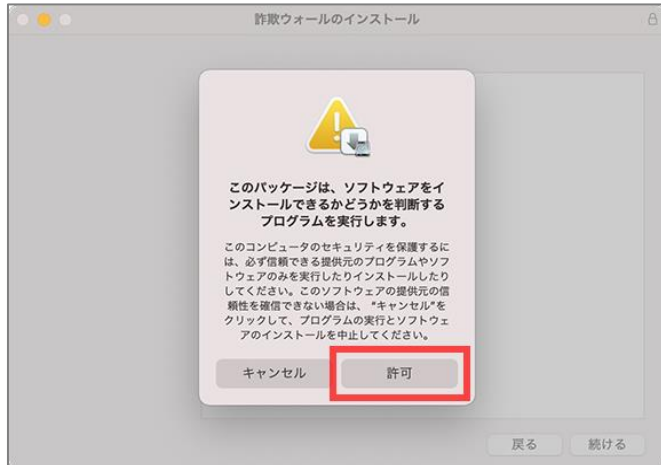 詐欺ウォールのインストール
このパッケージは、ソフトウェアをイ
ンストールできるかどうかを判断する
プログラムを実行します。
このコンピュータのセキュリティを保護するに
は、必ず信頼できる提供元のプログラムやソフ
トウェアのみを実行したりインストールしたり
してください。このソフトウェアの提供元の信
頼性を確信できない場合は、“キャンセル”を
クリックして、プログラムの実行とソフトウェ
アのインストールを中止してください。
キャンセル
許可
戻る
続ける